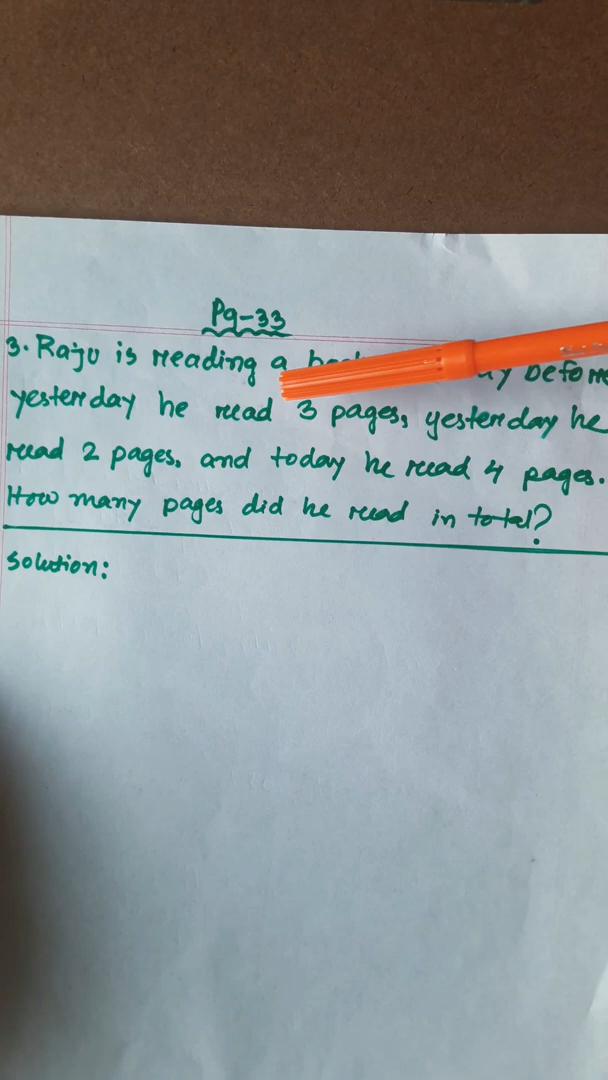 Pg-33
3. Raju is reading a before
yesterday he read 3 pages, yesterday he
read 2 pages, and today he read 4 pages.
How many pages did he read in total?
Solution: